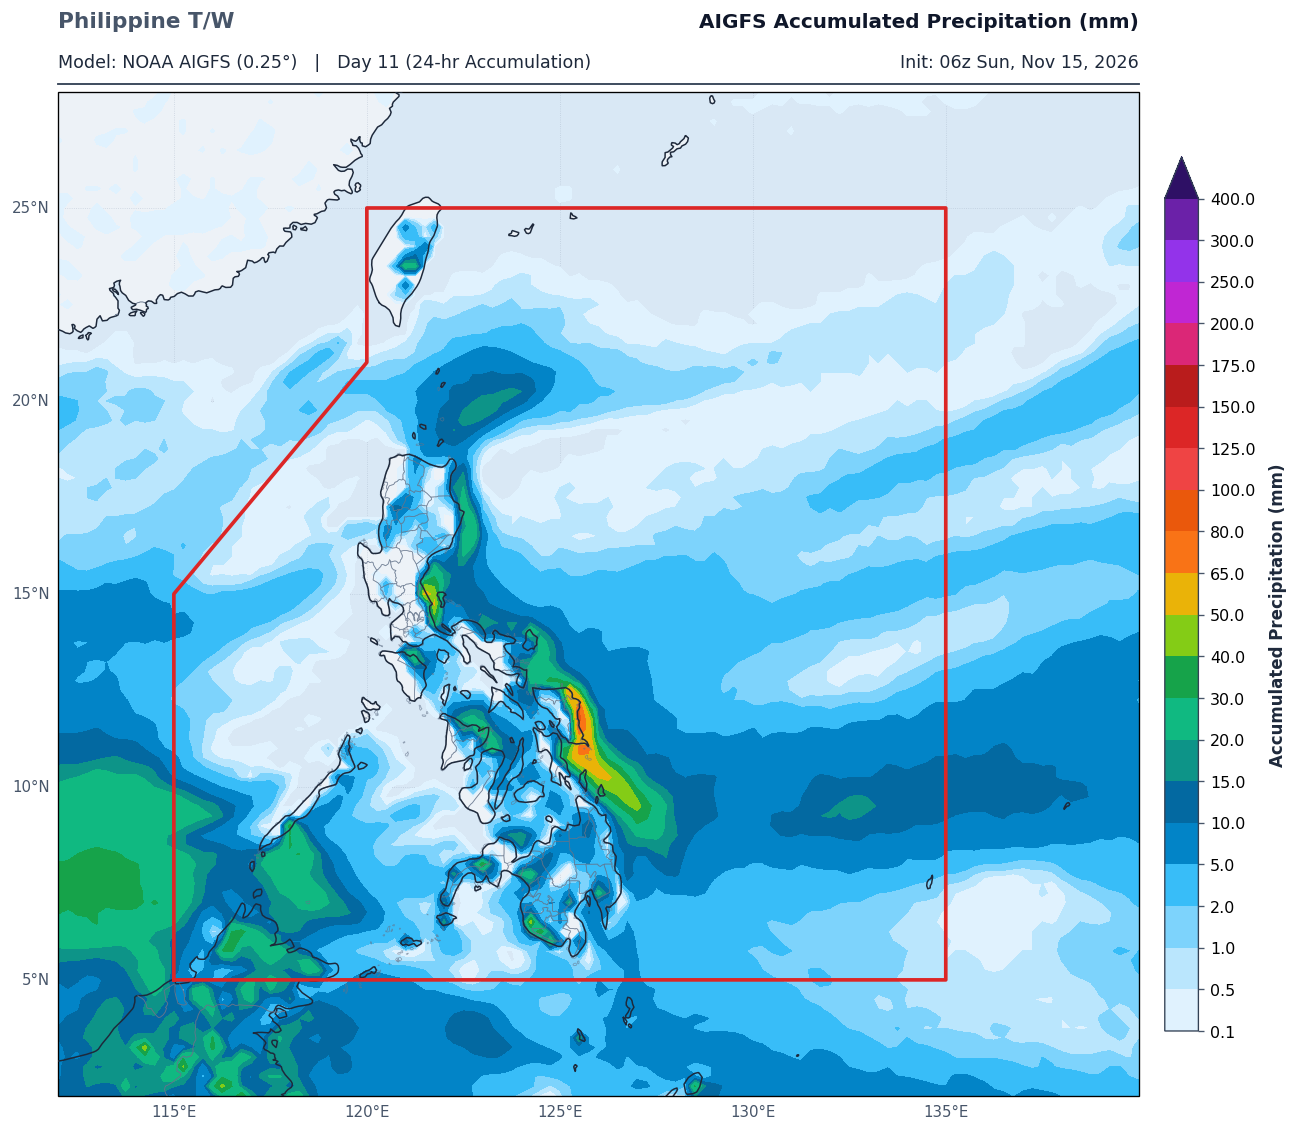 Philippine T/W
AIGFS Accumulated Precipitation (mm)
Model: NOAA AIGFS (0.25°)   |   Day 11 (24-hr Accumulation)
Init: 06z Sun, Nov 15, 2026
25°N
20°N
15°N
10°N
5°N
115°E
120°E
125°E
130°E
135°E
400.0
300.0
250.0
200.0
175.0
150.0
125.0
100.0
80.0
65.0
50.0
40.0
30.0
20.0
15.0
10.0
5.0
2.0
1.0
0.5
0.1
Accumulated Precipitation (mm)